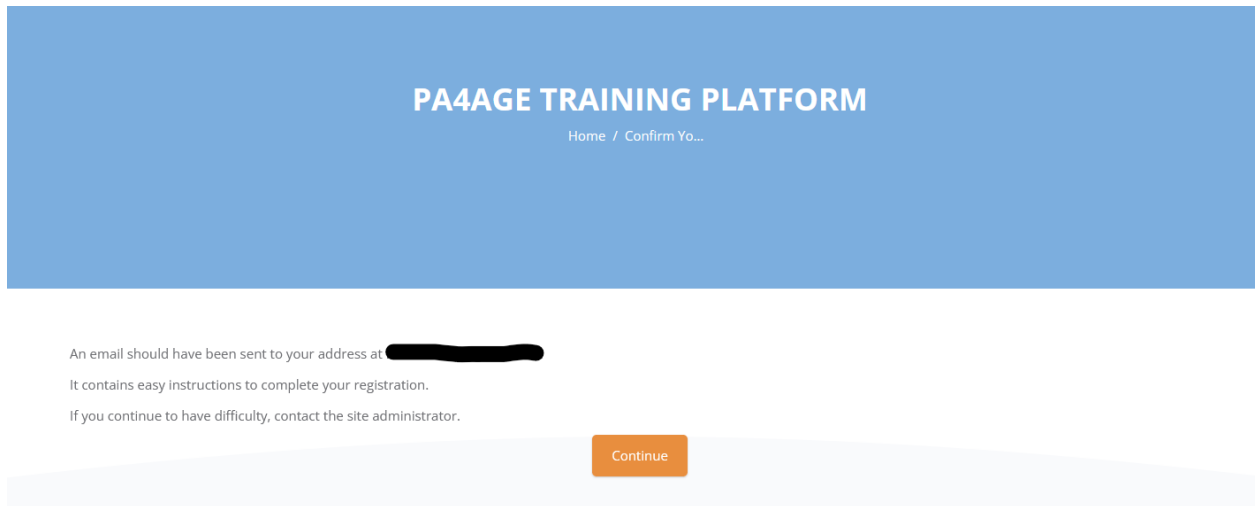 PA4AGE TRAINING PLATFORM
Home / Confirm Yo...
An email should have been sent to your address at
It contains easy instructions to complete your registration.
If you continue to have difficulty, contact the site administrator.
Continue